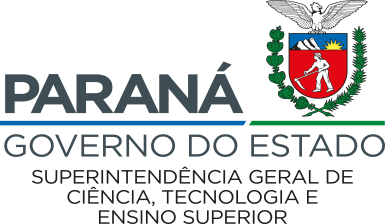 PARANÁ
GOVERNO DO ESTADO
SUPERINTENDÊNCIA GERAL DE
CIÊNCIA, TECNOLOGIA E
ENSINO SUPERIOR